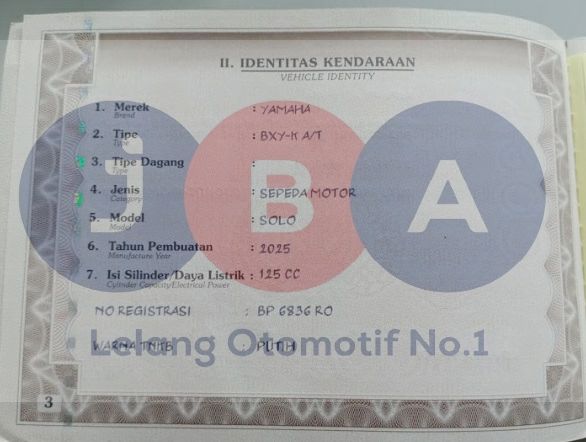 II. IDENTITAS KENDARAAN
VEHICLE IDENTITY
1. Merek : YAMAHA
Brand
2. Tipe : BXY-K A/T
Type
3. Tipe Dagang :
Type
4. Jenis : SEPEDA MOTOR
Category
5. Model : SOLO
Model
6. Tahun Pembuatan : 2025
Manufacture Year
7. Isi Silinder/Daya Listrik : 125 CC
Cylinder Capacity/Electrical Power
NO REGISTRASI : BP 6836 RO
WARNA TNKB : PUTIH
J B A
Lelang Otomotif No.1
3